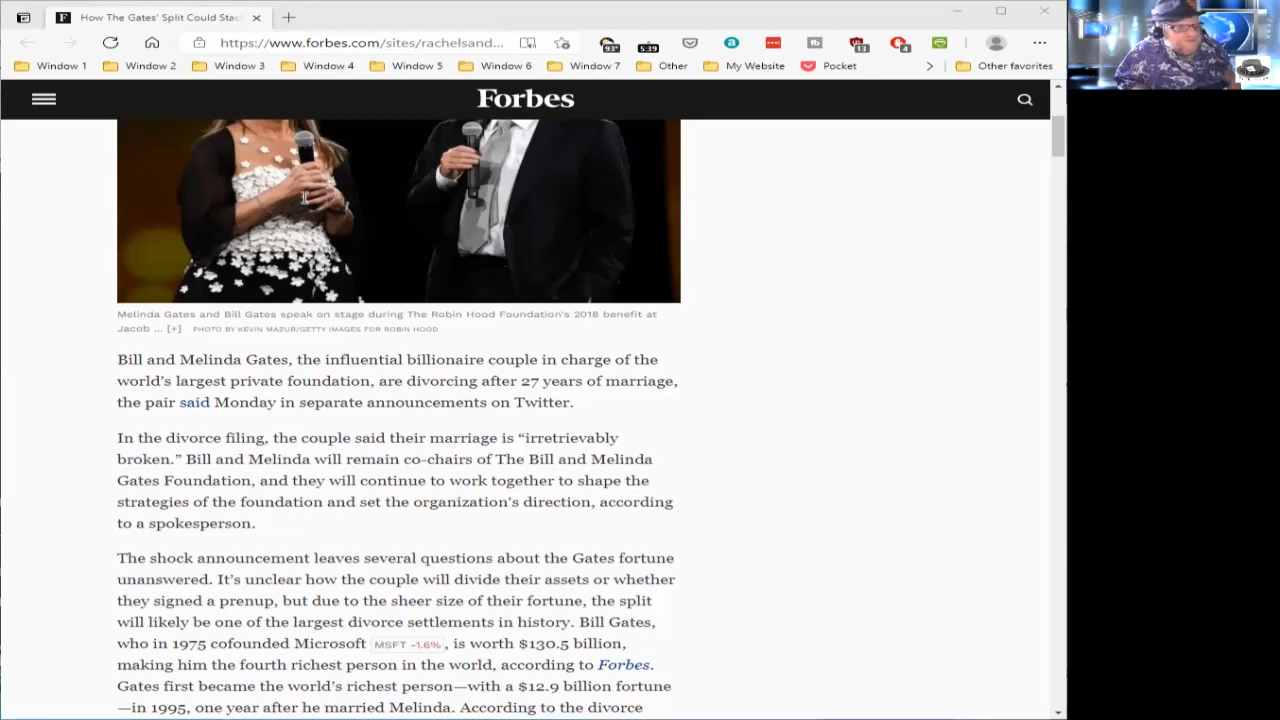 How The Gates' Split Could Stac
https://www.forbes.com/sites/rachelsand...
93°
5:39
13
4
Window 1
Window 2
Window 3
Window 4
Window 5
Window 6
Window 7
Other
My Website
Pocket
Other favorites
Forbes
Melinda Gates and Bill Gates speak on stage during The Robin Hood Foundation's 2018 benefit at
Jacob ... [+] PHOTO BY KEVIN MAZUR/GETTY IMAGES FOR ROBIN HOOD
Bill and Melinda Gates, the influential billionaire couple in charge of the
world's largest private foundation, are divorcing after 27 years of marriage,
the pair said Monday in separate announcements on Twitter.
In the divorce filing, the couple said their marriage is “irretrievably
broken.” Bill and Melinda will remain co-chairs of The Bill and Melinda
Gates Foundation, and they will continue to work together to shape the
strategies of the foundation and set the organization's direction, according
to a spokesperson.
The shock announcement leaves several questions about the Gates fortune
unanswered. It's unclear how the couple will divide their assets or whether
they signed a prenup, but due to the sheer size of their fortune, the split
will likely be one of the largest divorce settlements in history. Bill Gates,
who in 1975 cofounded Microsoft MSFT -1.6% , is worth $130.5 billion,
making him the fourth richest person in the world, according to Forbes.
Gates first became the world's richest person—with a $12.9 billion fortune
—in 1995, one year after he married Melinda. According to the divorce